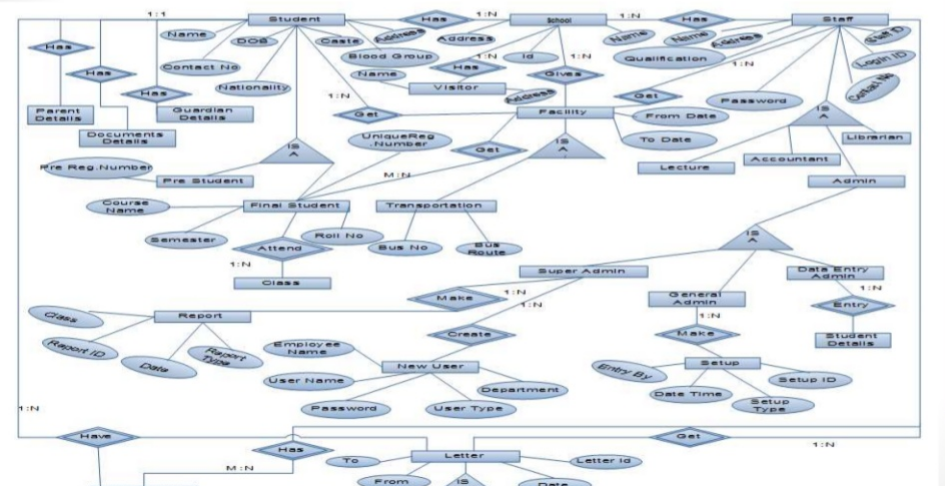 1:1
Student
Has
1:N
School
1:N
Has
Staff
Name
DOB
Caste
Address
Address
Name
Name
Address
Staff ID
Has
Blood Group
1:N
Id
1:N
Qualification
Login ID
Contact No
Name
Has
1:N
Contact No
Has
Nationality
Visitor
Gives
Has
1:N
Address
Get
Password
Parent
Details
Guardian
Details
Get
Facility
From Date
IS
A
Documents
Details
UniqueReg
.Number
Get
IS
A
To Date
Librarian
IS
A
Lecture
Accountant
Pre Reg.Number
Pre Student
M:N
Admin
Course
Name
Final Student
Transportation
Semester
Roll No
Attend
Bus No
Bus
Route
IS
A
1:N
Class
Super Admin
Data Entry
Admin
Make
1:N
1:N
General
Admin
1:N
Class
Report
1:N
Entry
Report ID
Date
Report
Type
Create
Make
Student
Details
Employee
Name
New User
Setup
User Name
Department
Entry By
Setup ID
Password
User Type
Date Time
Setup
Type
1:N
Have
Has
Get
1:N
M:N
To
Letter
Letter Id
From
IS
Date